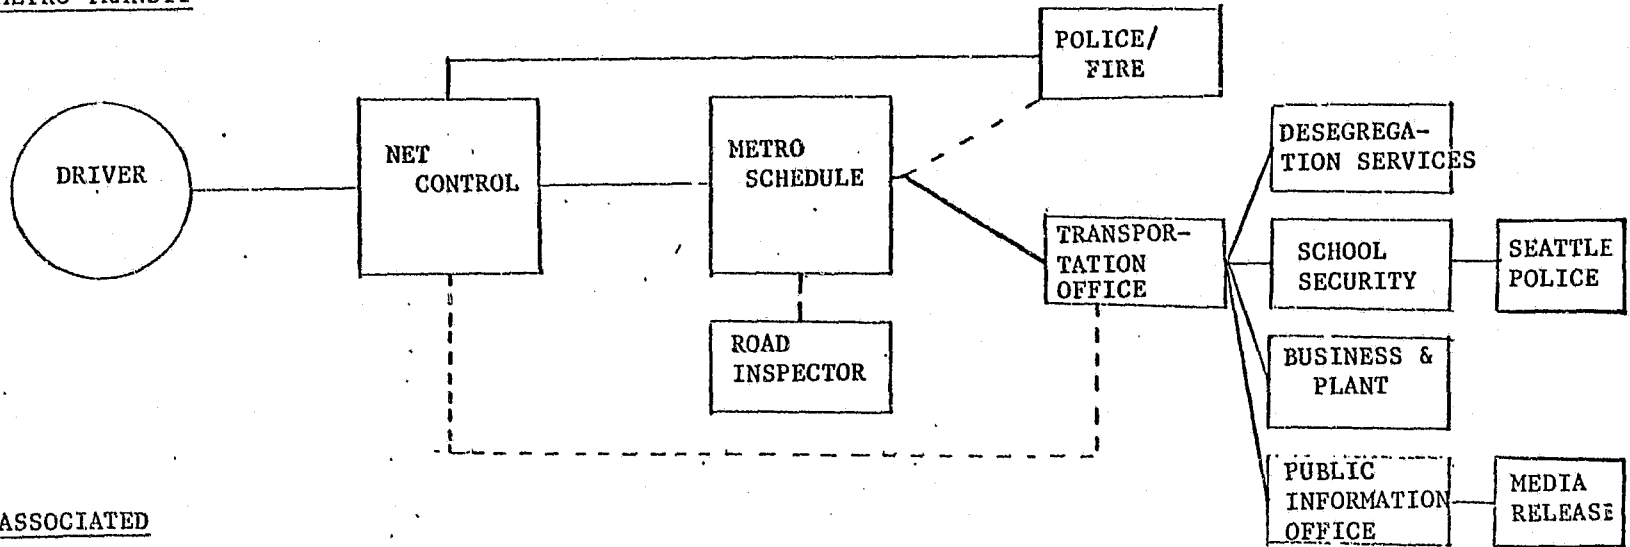 METRO TRANSIT
POLICE/
FIRE
DRIVER
NET
CONTROL
METRO
SCHEDULE
DESEGREGA-
TION SERVICES
TRANSPOR-
TATION
OFFICE
SCHOOL
SECURITY
SEATTLE
POLICE
ROAD
INSPECTOR
BUSINESS &
PLANT
PUBLIC
INFORMATION
OFFICE
MEDIA
RELEASE
ASSOCIATED